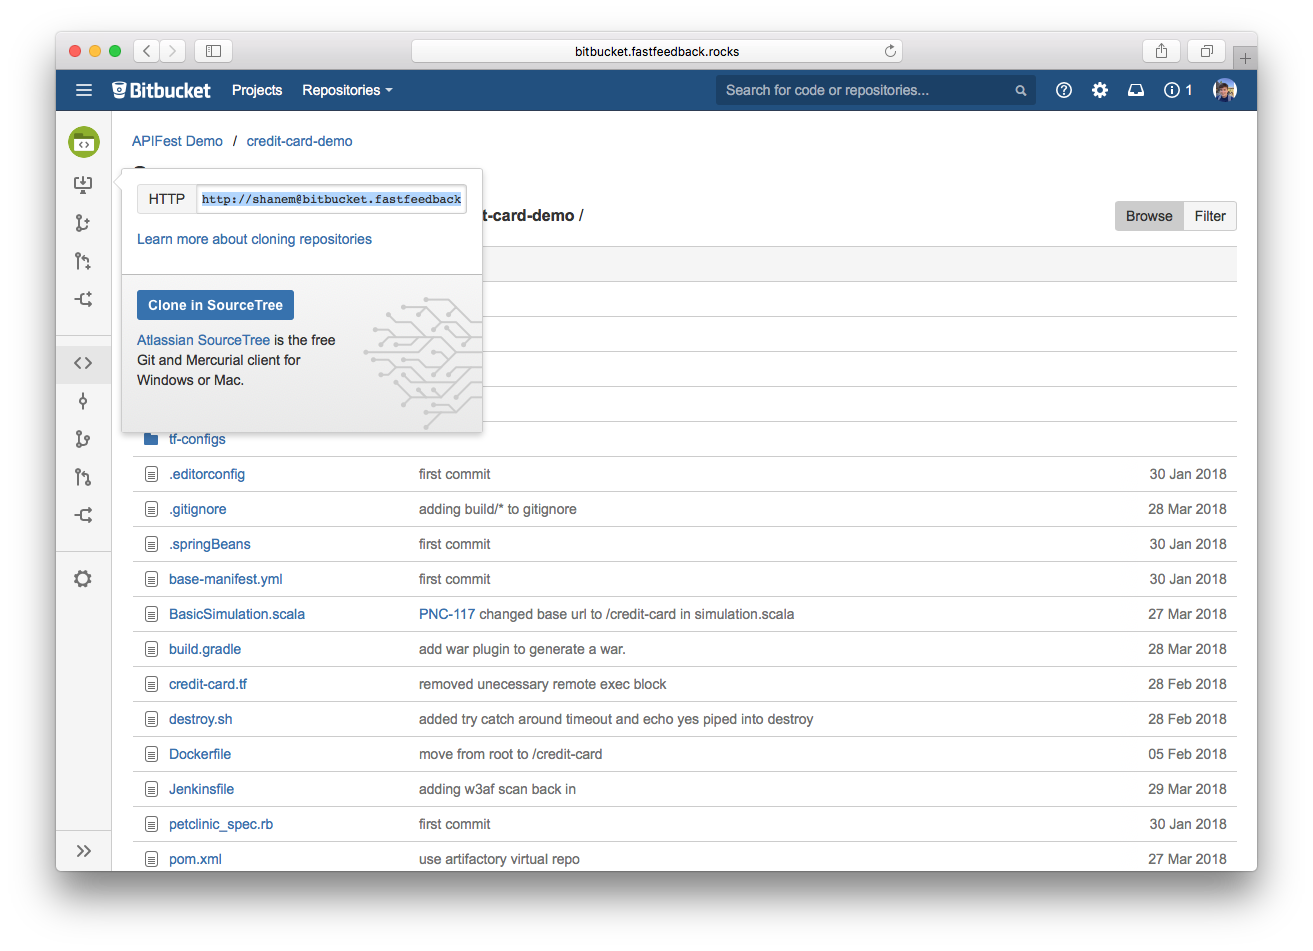 bitbucket.fastfeedback.rocks
Bitbucket Projects Repositories Search for code or repositories... 1
APIFest Demo / credit-card-demo
HTTP http://shanem@bitbucket.fastfeedback
t-card-demo / Browse Filter
Learn more about cloning repositories
Clone in SourceTree
Atlassian SourceTree is the free
Git and Mercurial client for
Windows or Mac.
tf-configs
.editorconfig first commit 30 Jan 2018
.gitignore adding build/* to gitignore 28 Mar 2018
.springBeans first commit 30 Jan 2018
base-manifest.yml first commit 30 Jan 2018
BasicSimulation.scala PNC-117 changed base url to /credit-card in simulation.scala 27 Mar 2018
build.gradle add war plugin to generate a war. 28 Mar 2018
credit-card.tf removed unecessary remote exec block 28 Feb 2018
destroy.sh added try catch around timeout and echo yes piped into destroy 28 Feb 2018
Dockerfile move from root to /credit-card 05 Feb 2018
Jenkinsfile adding w3af scan back in 29 Mar 2018
petclinic_spec.rb first commit 30 Jan 2018
pom.xml use artifactory virtual repo 27 Mar 2018